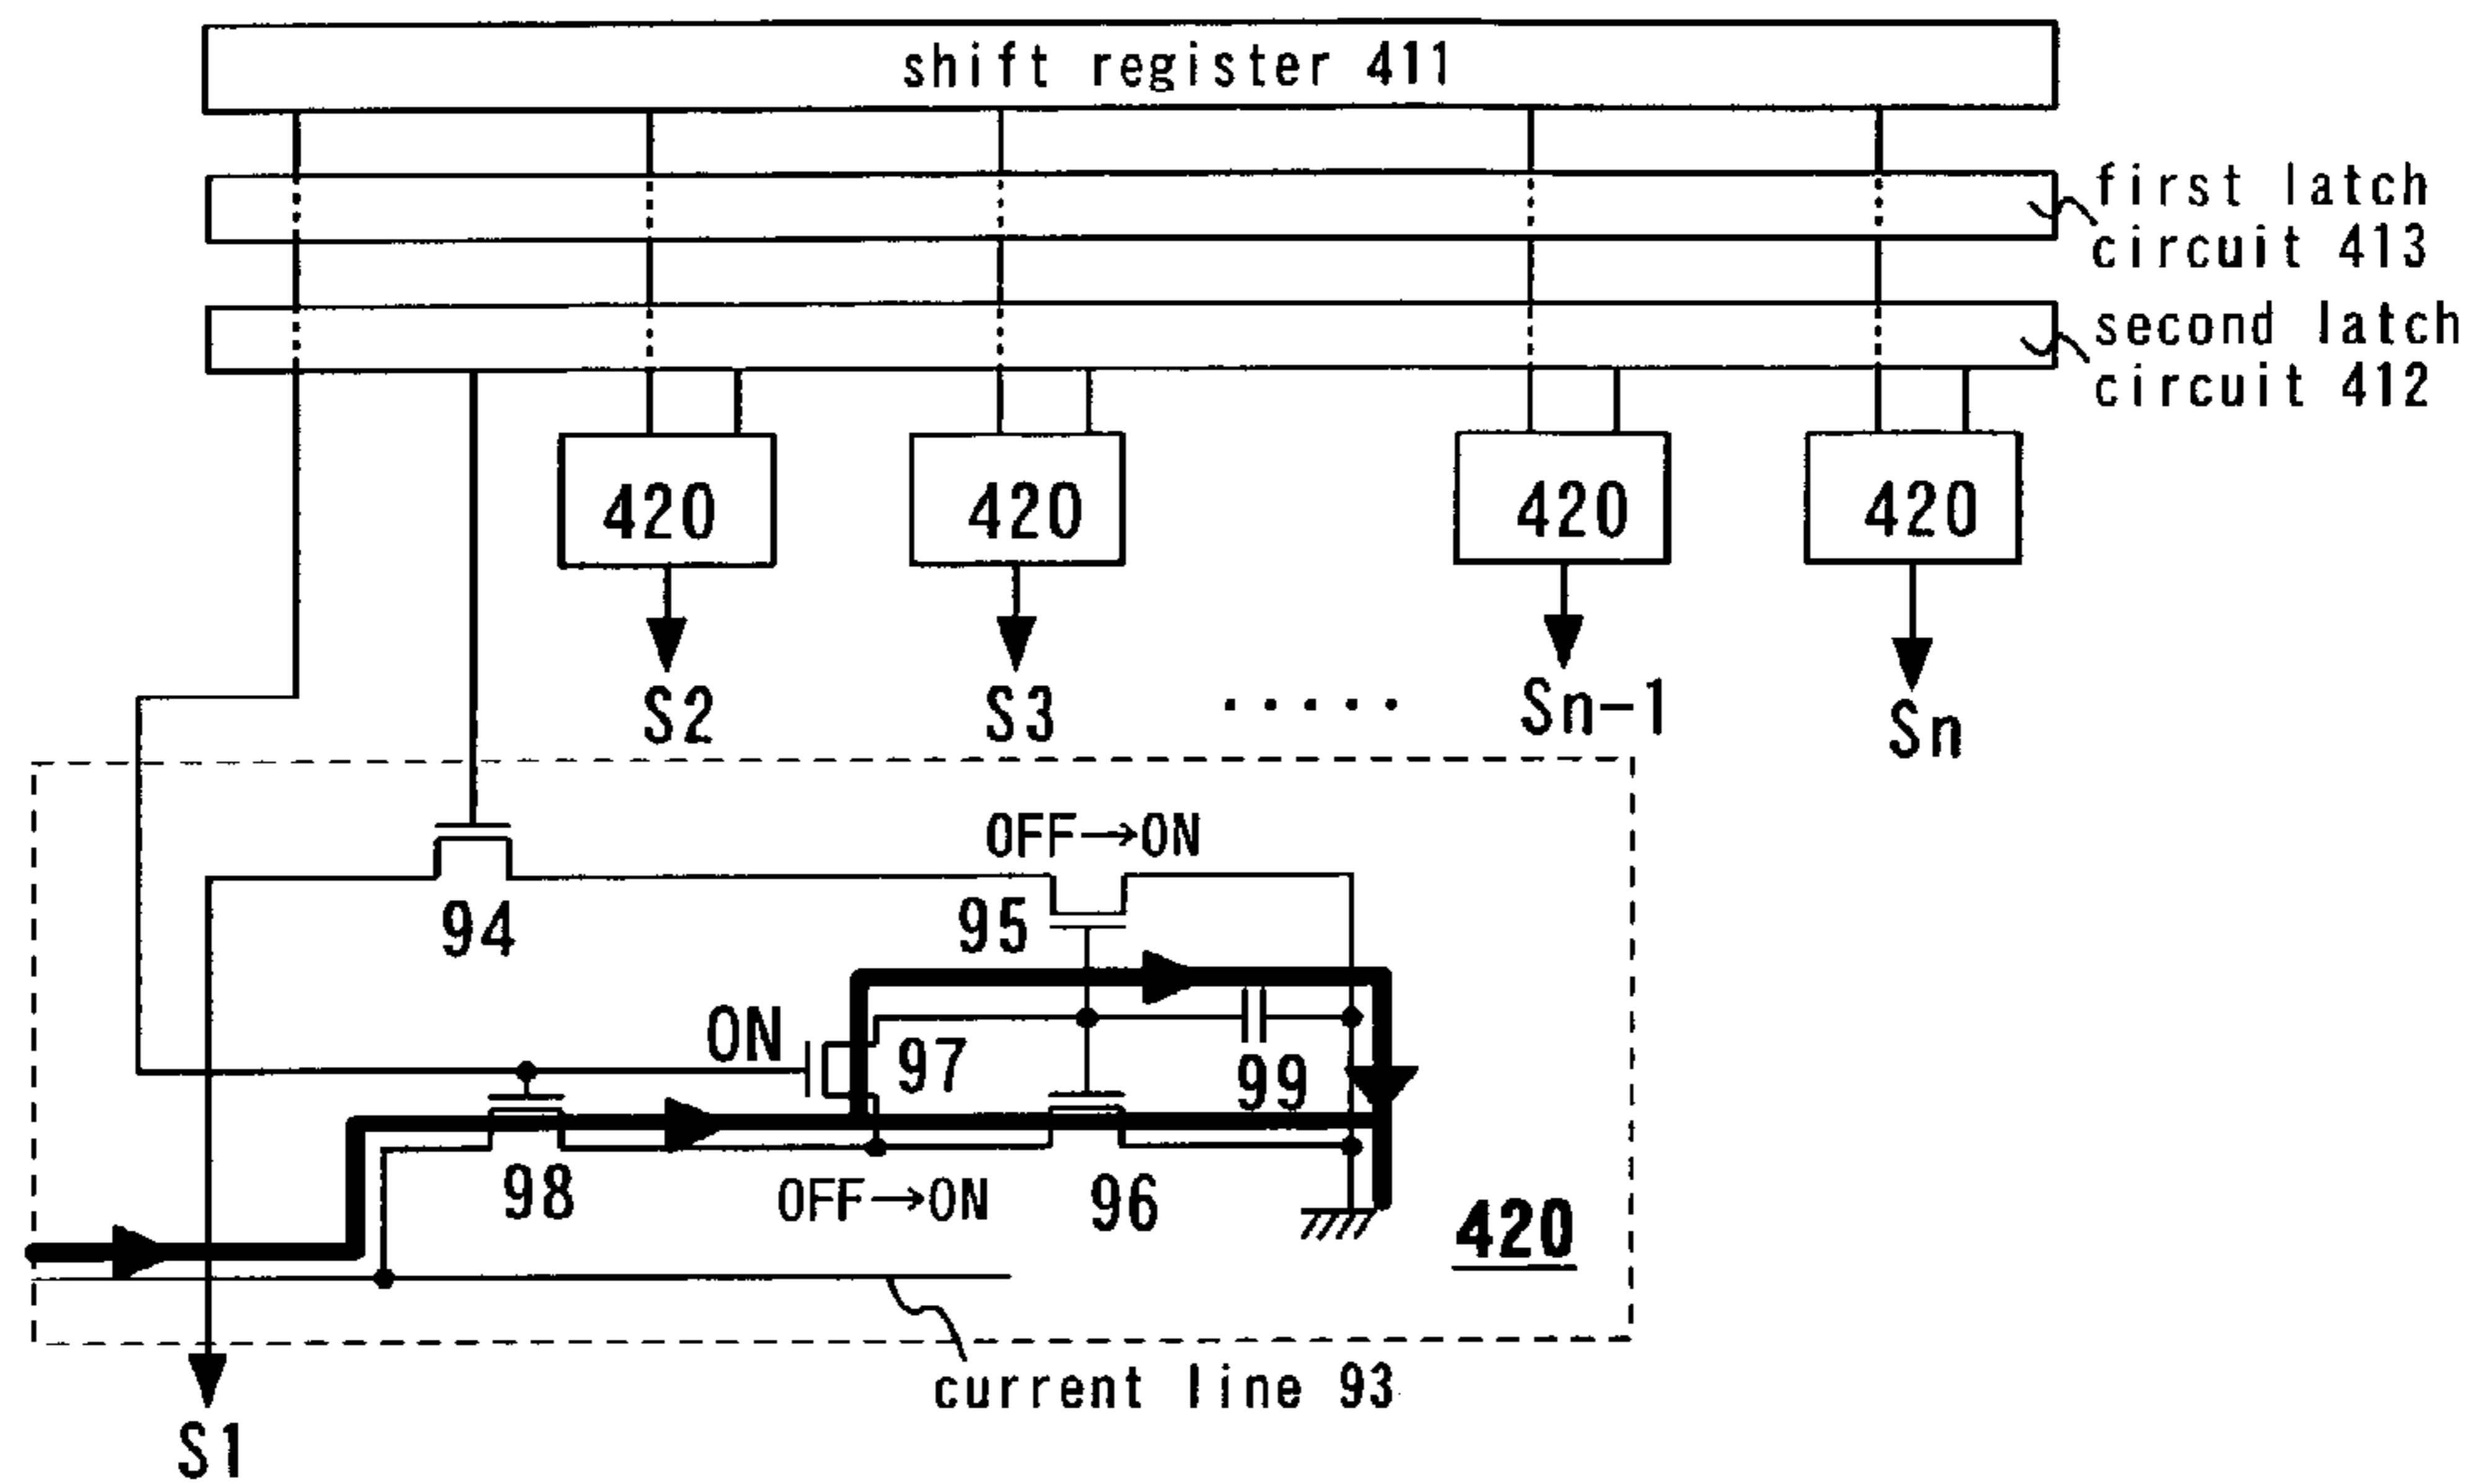 shift register 411
first latch
circuit 413
second latch
circuit 412
420 420 420 420
S2 S3 ..... Sn-1 Sn
OFF→ON
94 95
ON 97 99
98 OFF→ON 96 420
current line 93
S1